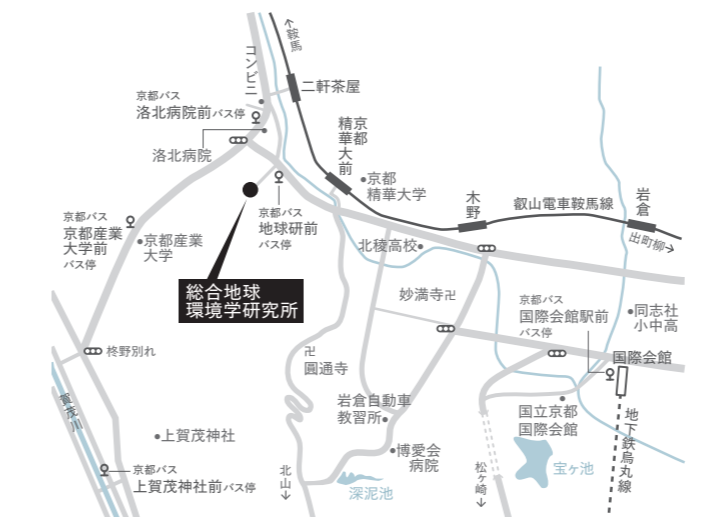 ↖鞍馬
コンビニ
二軒茶屋
京都バス
洛北病院前バス停
洛北病院
京都
精華
大前
京都
精華大学
木野
叡山電車鞍馬線
岩倉
出町柳→
京都バス
地球研前
バス停
京都バス
京都産業
大学前
バス停
京都産業
大学
北稜高校
総合地球
環境学研究所
妙満寺卍
京都バス
国際会館駅前
バス停
同志社
小中高
柊野別れ
卍
圓通寺
国際会館
岩倉自動車
教習所
国立京都
国際会館
地下鉄烏丸線
賀茂川
上賀茂神社
博愛会
病院
宝ヶ池
京都バス
上賀茂神社前バス停
北山↓
深泥池
松ヶ崎↓